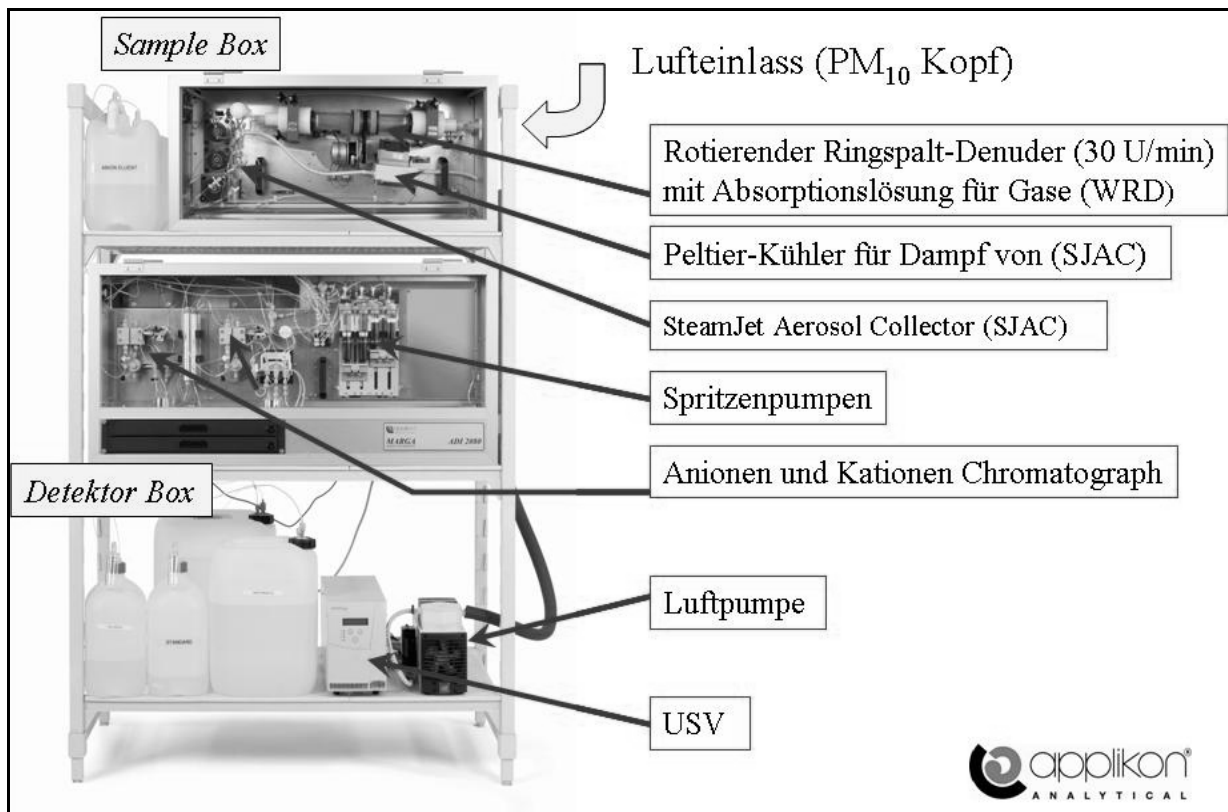 Sample Box
Lufteinlass (PM10 Kopf)
Rotierender Ringspalt-Denuder (30 U/min)
mit Absorptionslösung für Gase (WRD)
Peltier-Kühler für Dampf von (SJAC)
SteamJet Aerosol Collector (SJAC)
Spritzenpumpen
Anionen und Kationen Chromatograph
Detektor Box
Luftpumpe
USV
MARGA ADI 2080
STANDARD
applikon®
ANALYTICAL